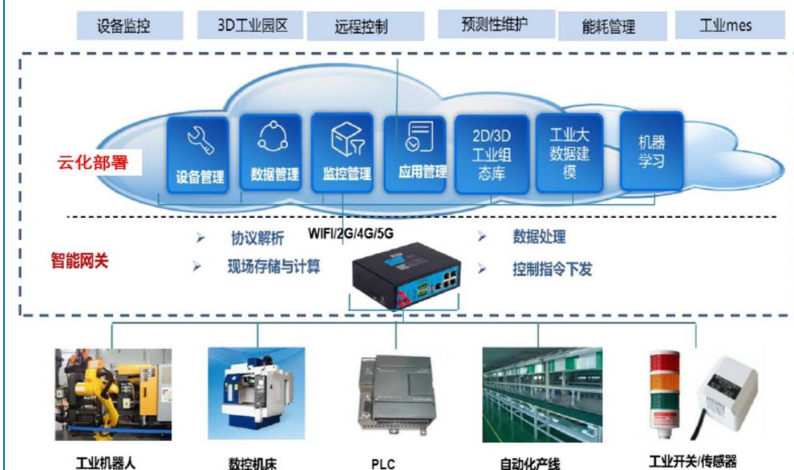 设备监控
3D工业园区
远程控制
预测性维护
能耗管理
工业mes
云化部署
设备管理
数据管理
监控管理
应用管理
2D/3D
工业组
态库
工业大
数据建
模
机器
学习
智能网关
协议解析
WIFI/2G/4G/5G
数据处理
现场存储与计算
控制指令下发
工业机器人
数控机床
PLC
自动化产线
工业开关/传感器